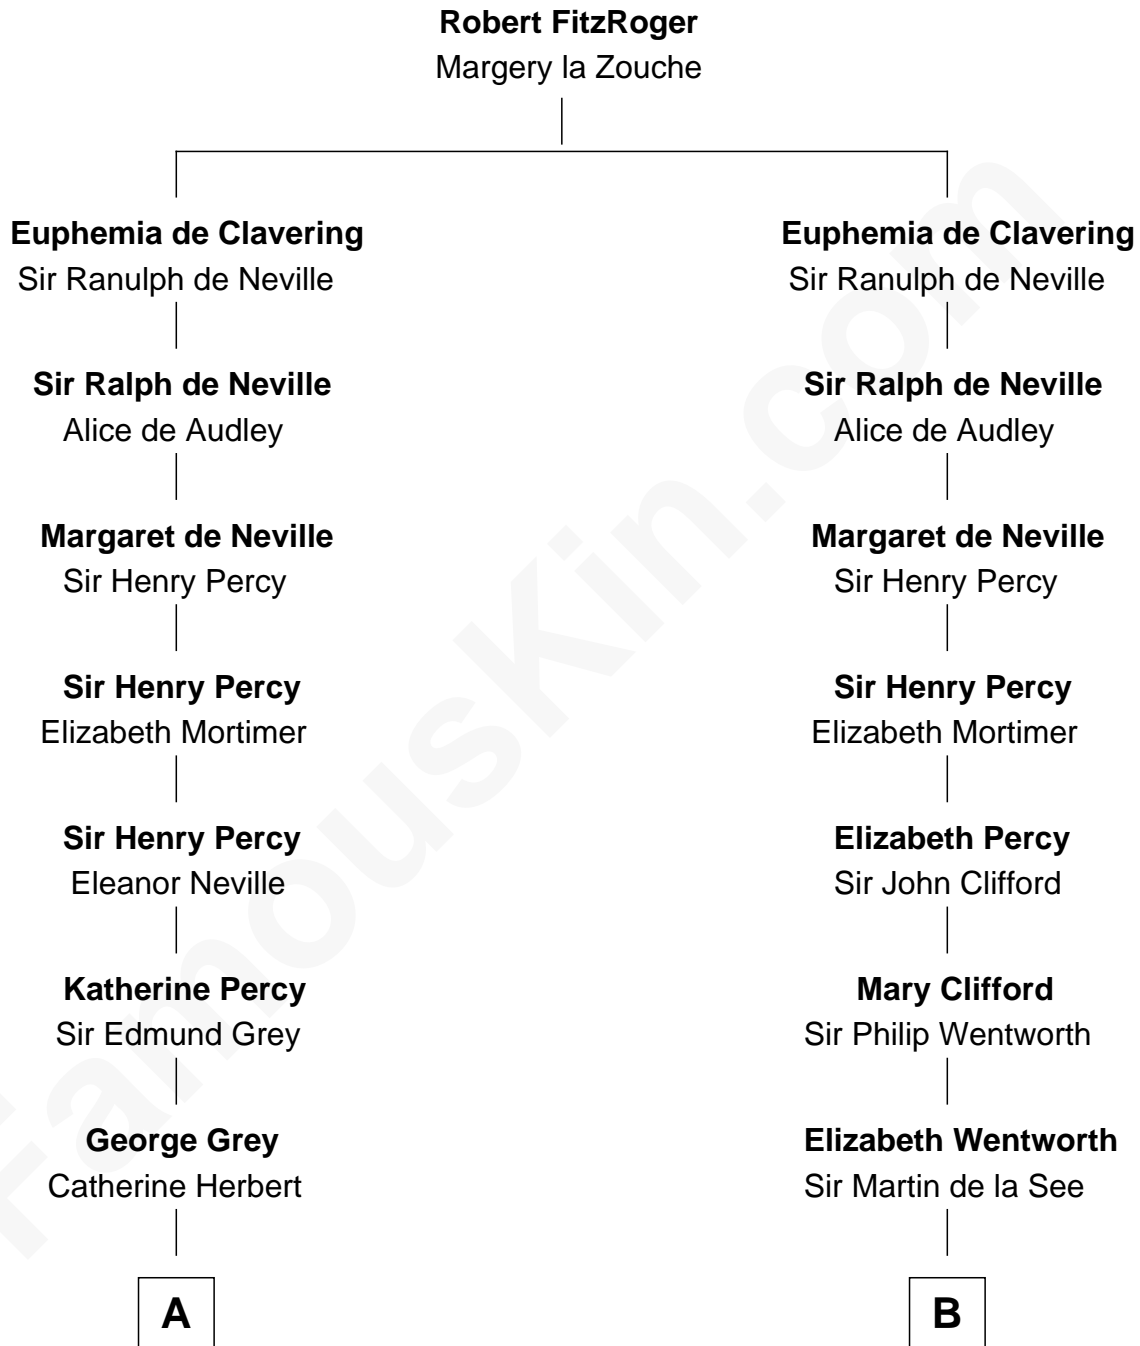 Robert FitzRoger
Margery la Zouche
Euphemia de Clavering
Sir Ranulph de Neville
Sir Ralph de Neville
Alice de Audley
Margaret de Neville
Sir Henry Percy
Sir Henry Percy
Elizabeth Mortimer
Sir Henry Percy
Eleanor Neville
Katherine Percy
Sir Edmund Grey
George Grey
Catherine Herbert
A
Euphemia de Clavering
Sir Ranulph de Neville
Sir Ralph de Neville
Alice de Audley
Margaret de Neville
Sir Henry Percy
Sir Henry Percy
Elizabeth Mortimer
Elizabeth Percy
Sir John Clifford
Mary Clifford
Sir Philip Wentworth
Elizabeth Wentworth
Sir Martin de la See
B
FamousKin.com